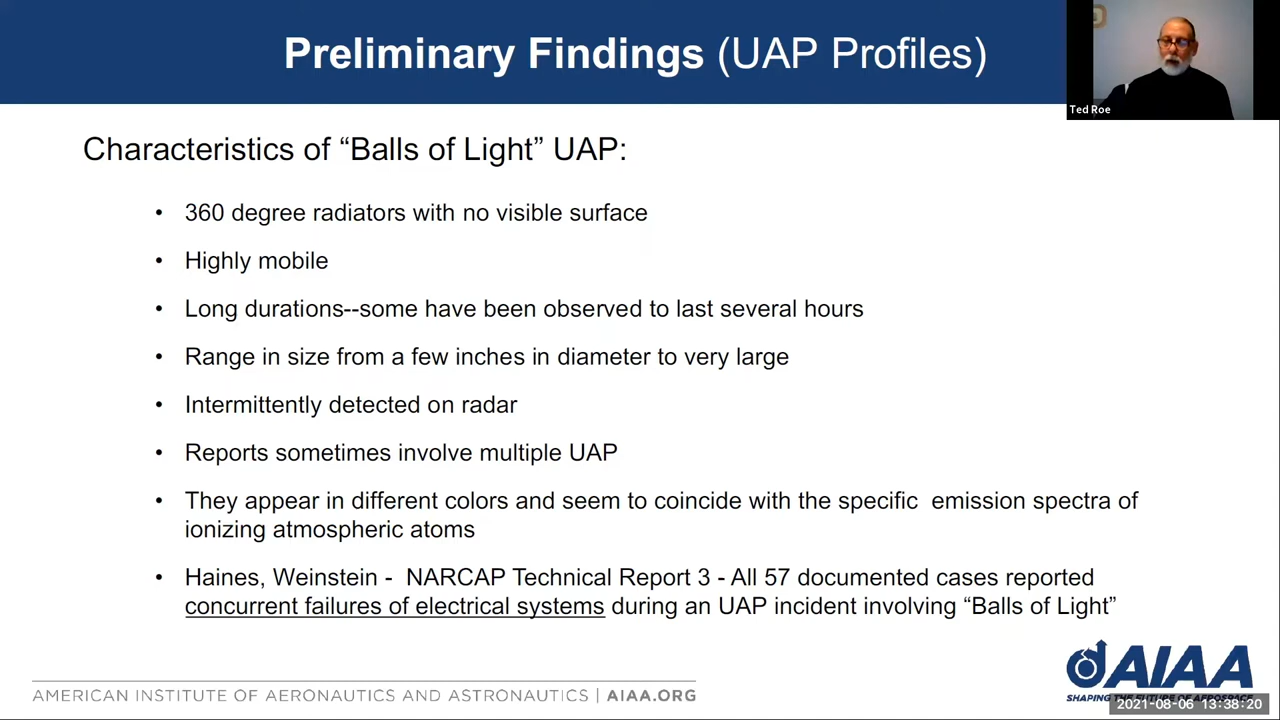 Preliminary Findings (UAP Profiles)
Ted Roe
Characteristics of “Balls of Light” UAP:
• 360 degree radiators with no visible surface
• Highly mobile
• Long durations--some have been observed to last several hours
• Range in size from a few inches in diameter to very large
• Intermittently detected on radar
• Reports sometimes involve multiple UAP
• They appear in different colors and seem to coincide with the specific  emission spectra of
ionizing atmospheric atoms
• Haines, Weinstein -  NARCAP Technical Report 3 - All 57 documented cases reported
concurrent failures of electrical systems during an UAP incident involving “Balls of Light”
AMERICAN INSTITUTE OF AERONAUTICS AND ASTRONAUTICS | AIAA.ORG
AIAA
SHAPING THE FUTURE OF AEROSPACE
2021-08-06 13:38:20